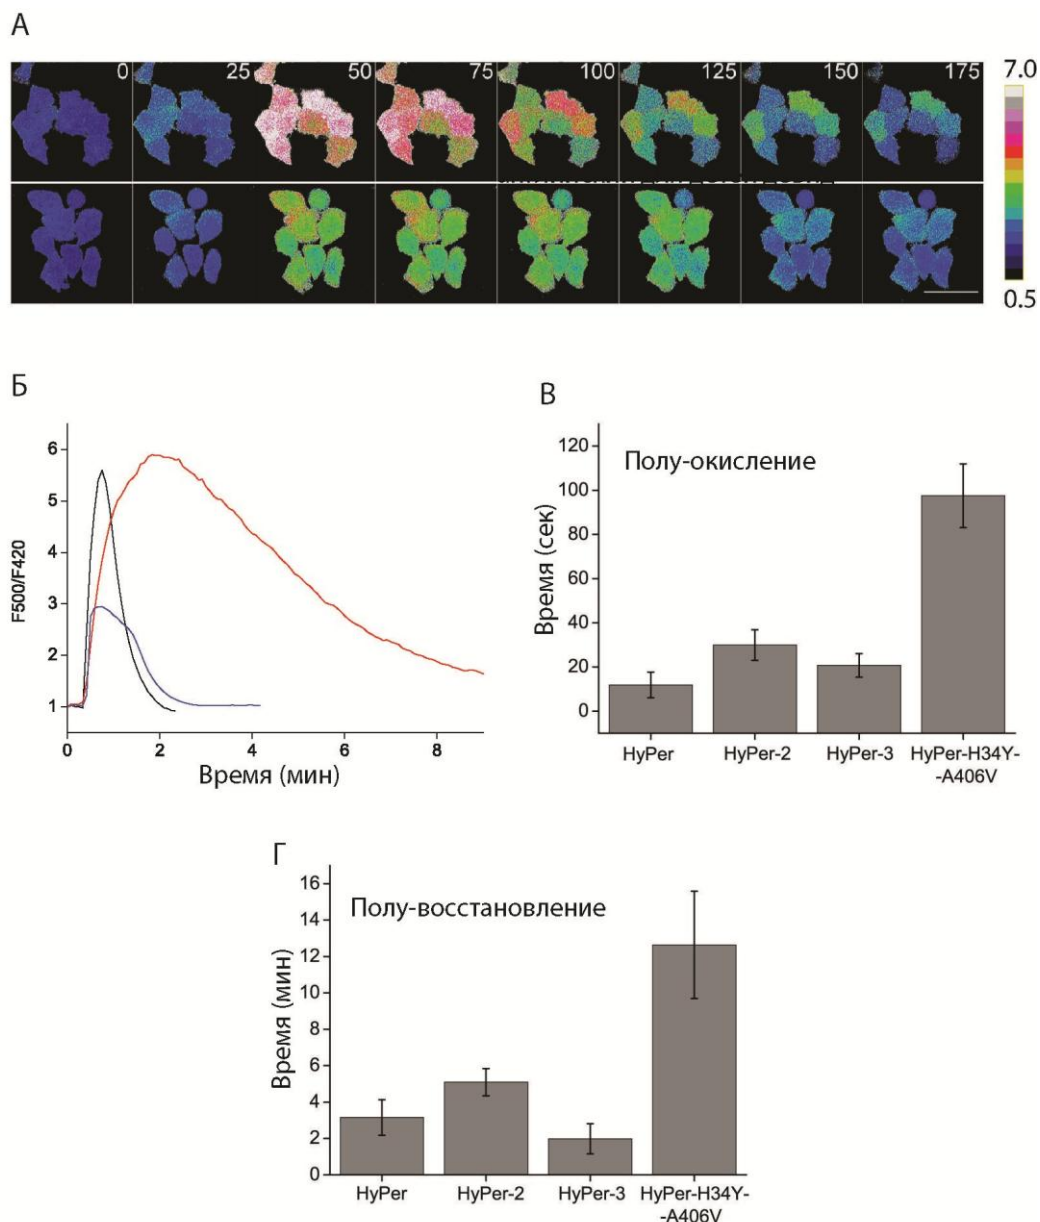 А
0 25 50 75 100 125 150 175 7.0
0.5
Б
6
5
4
3
2
1
F500/F420
0 2 4 6 8
Время (мин)
В
Полу-окисление
120
100
80
60
40
20
0
Время (сек)
HyPer HyPer-2 HyPer-3 HyPer-H34Y-
-A406V
Г
Полу-восстановление
16
14
12
10
8
6
4
2
0
Время (мин)
HyPer HyPer-2 HyPer-3 HyPer-H34Y-
-A406V